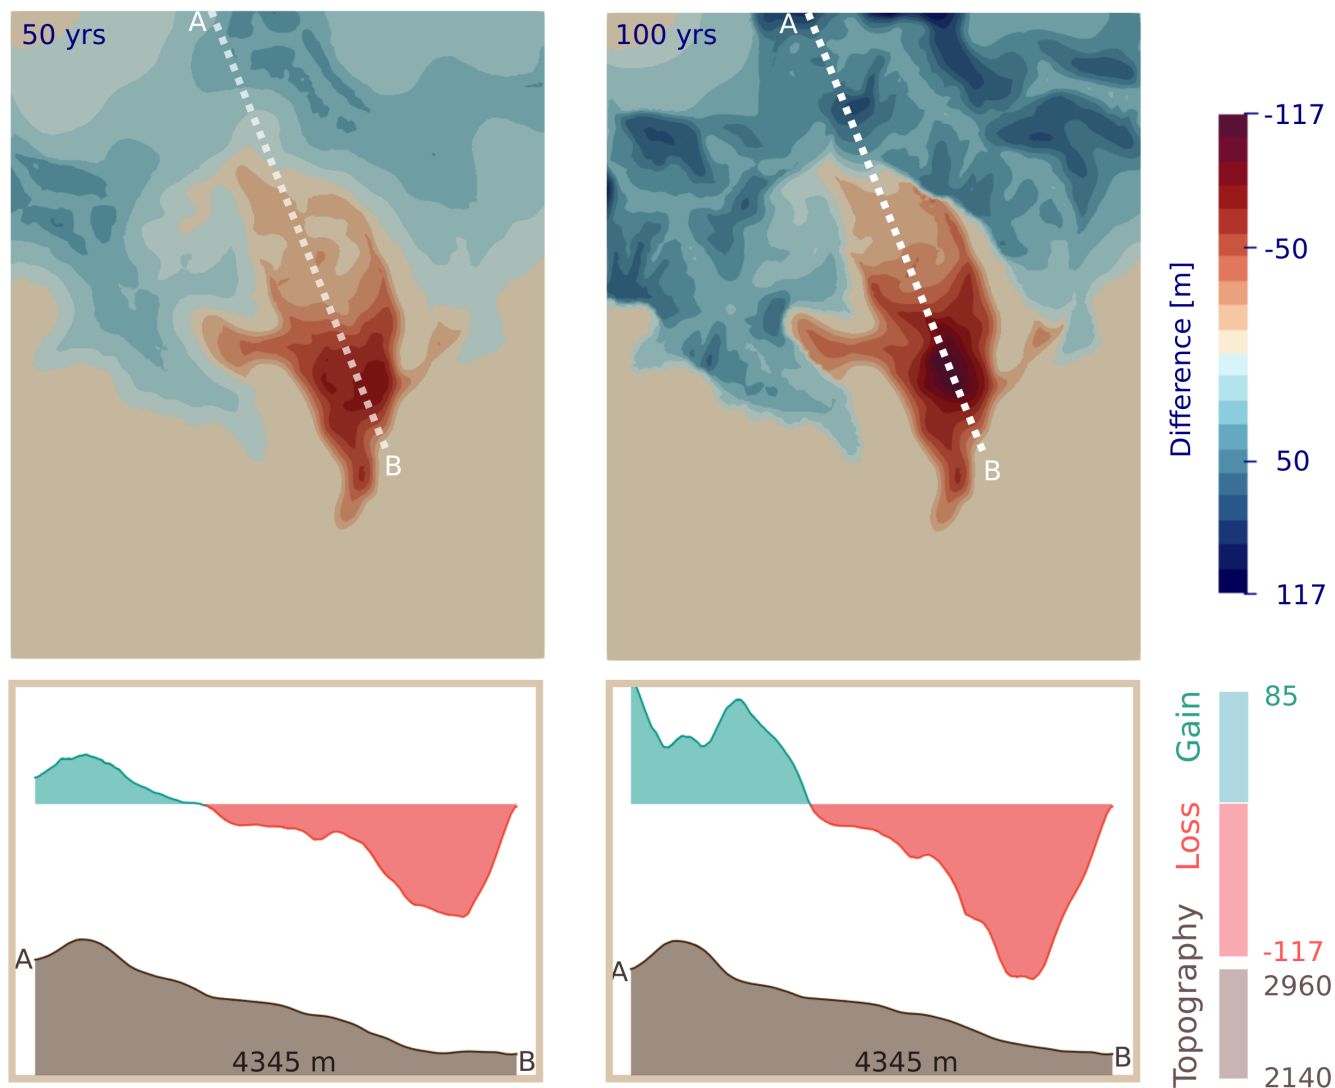 50 yrs
A
B
100 yrs
A
B
-117
-50
50
117
Difference [m]
A
4345 m
B
A
4345 m
B
Gain
85
Loss
-117
Topography
2960
2140